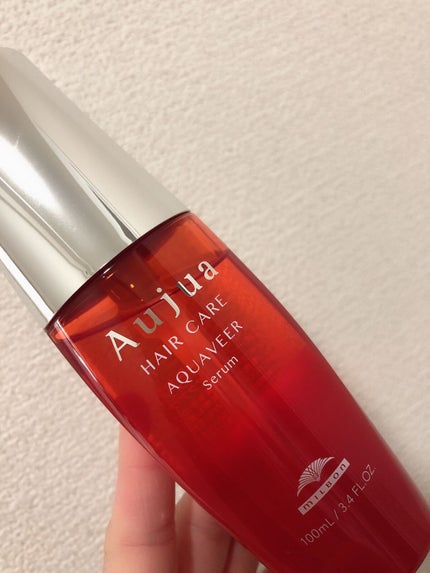 Aujua
HAIR CARE
AQUAVEER
Serum
MILBON
100mL / 3.4 FL.OZ.